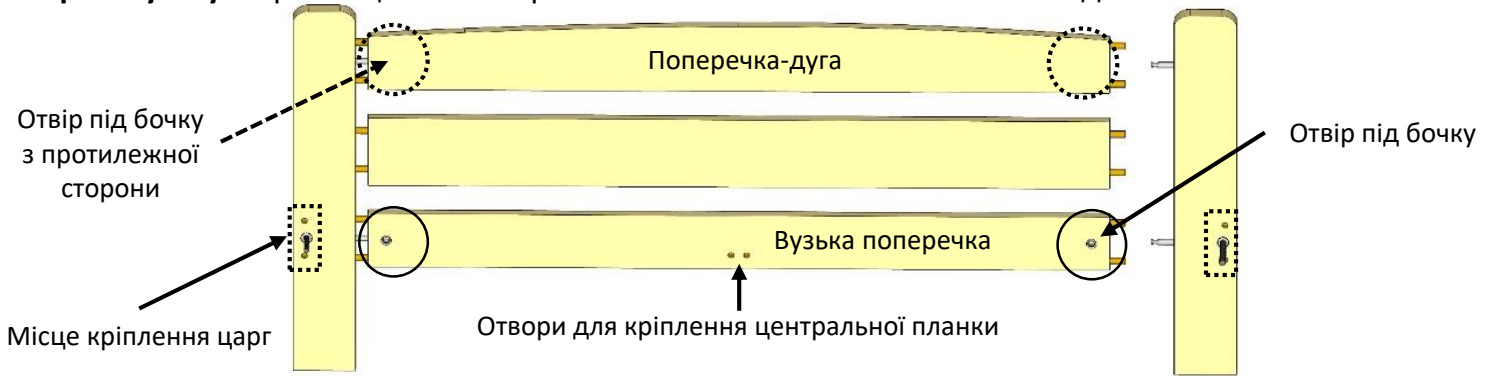 Поперечка-дуга
Отвір під бочку
з протилежної
сторони
Отвір під бочку
Вузька поперечка
Місце кріплення царг
Отвори для кріплення центральної планки